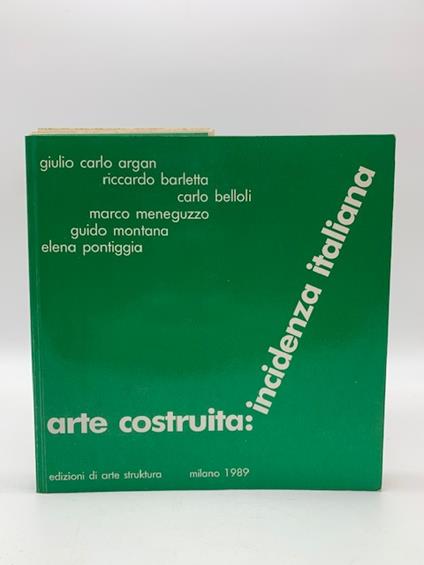 giulio carlo argan
riccardo barletta
carlo belloli
marco meneguzzo
guido montana
elena pontiggia
arte costruita:
incidenza italiana
edizioni di arte struktura milano 1989